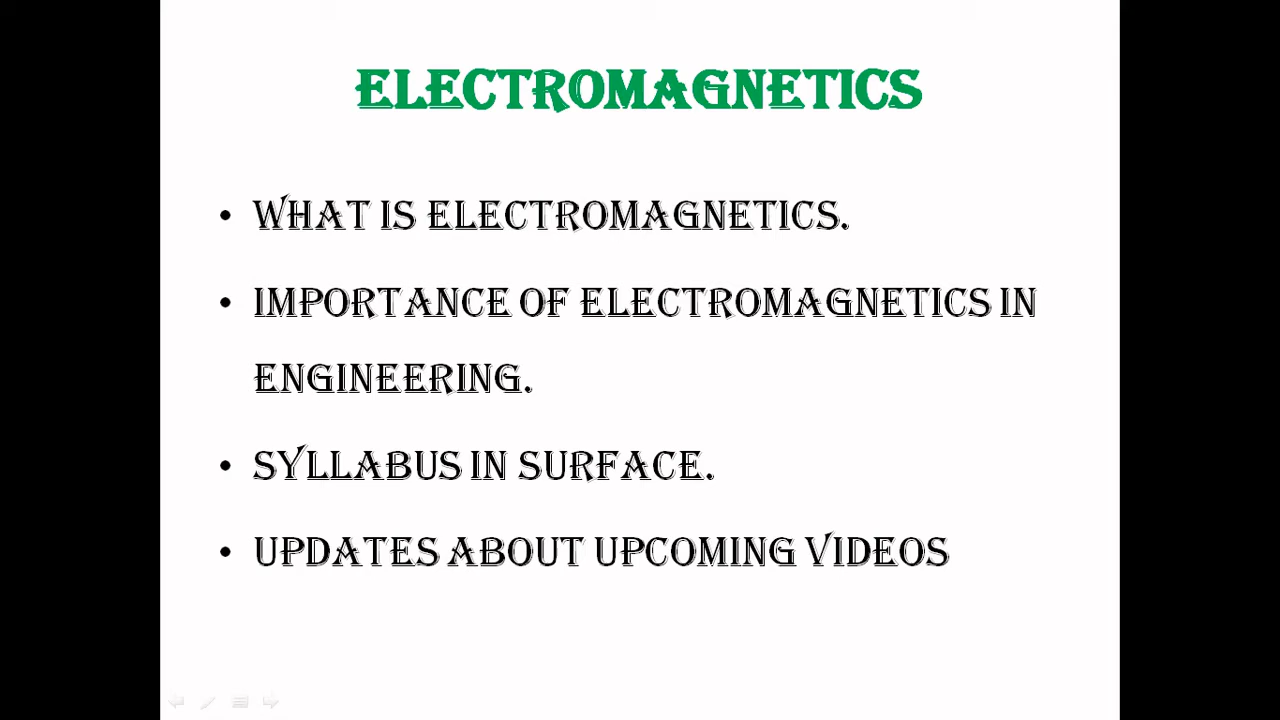 ELECTROMAGNETICS
• WHAT IS ELECTROMAGNETICS.
• IMPORTANCE OF ELECTROMAGNETICS IN
ENGINEERING.
• SYLLABUS IN SURFACE.
• UPDATES ABOUT UPCOMING VIDEOS